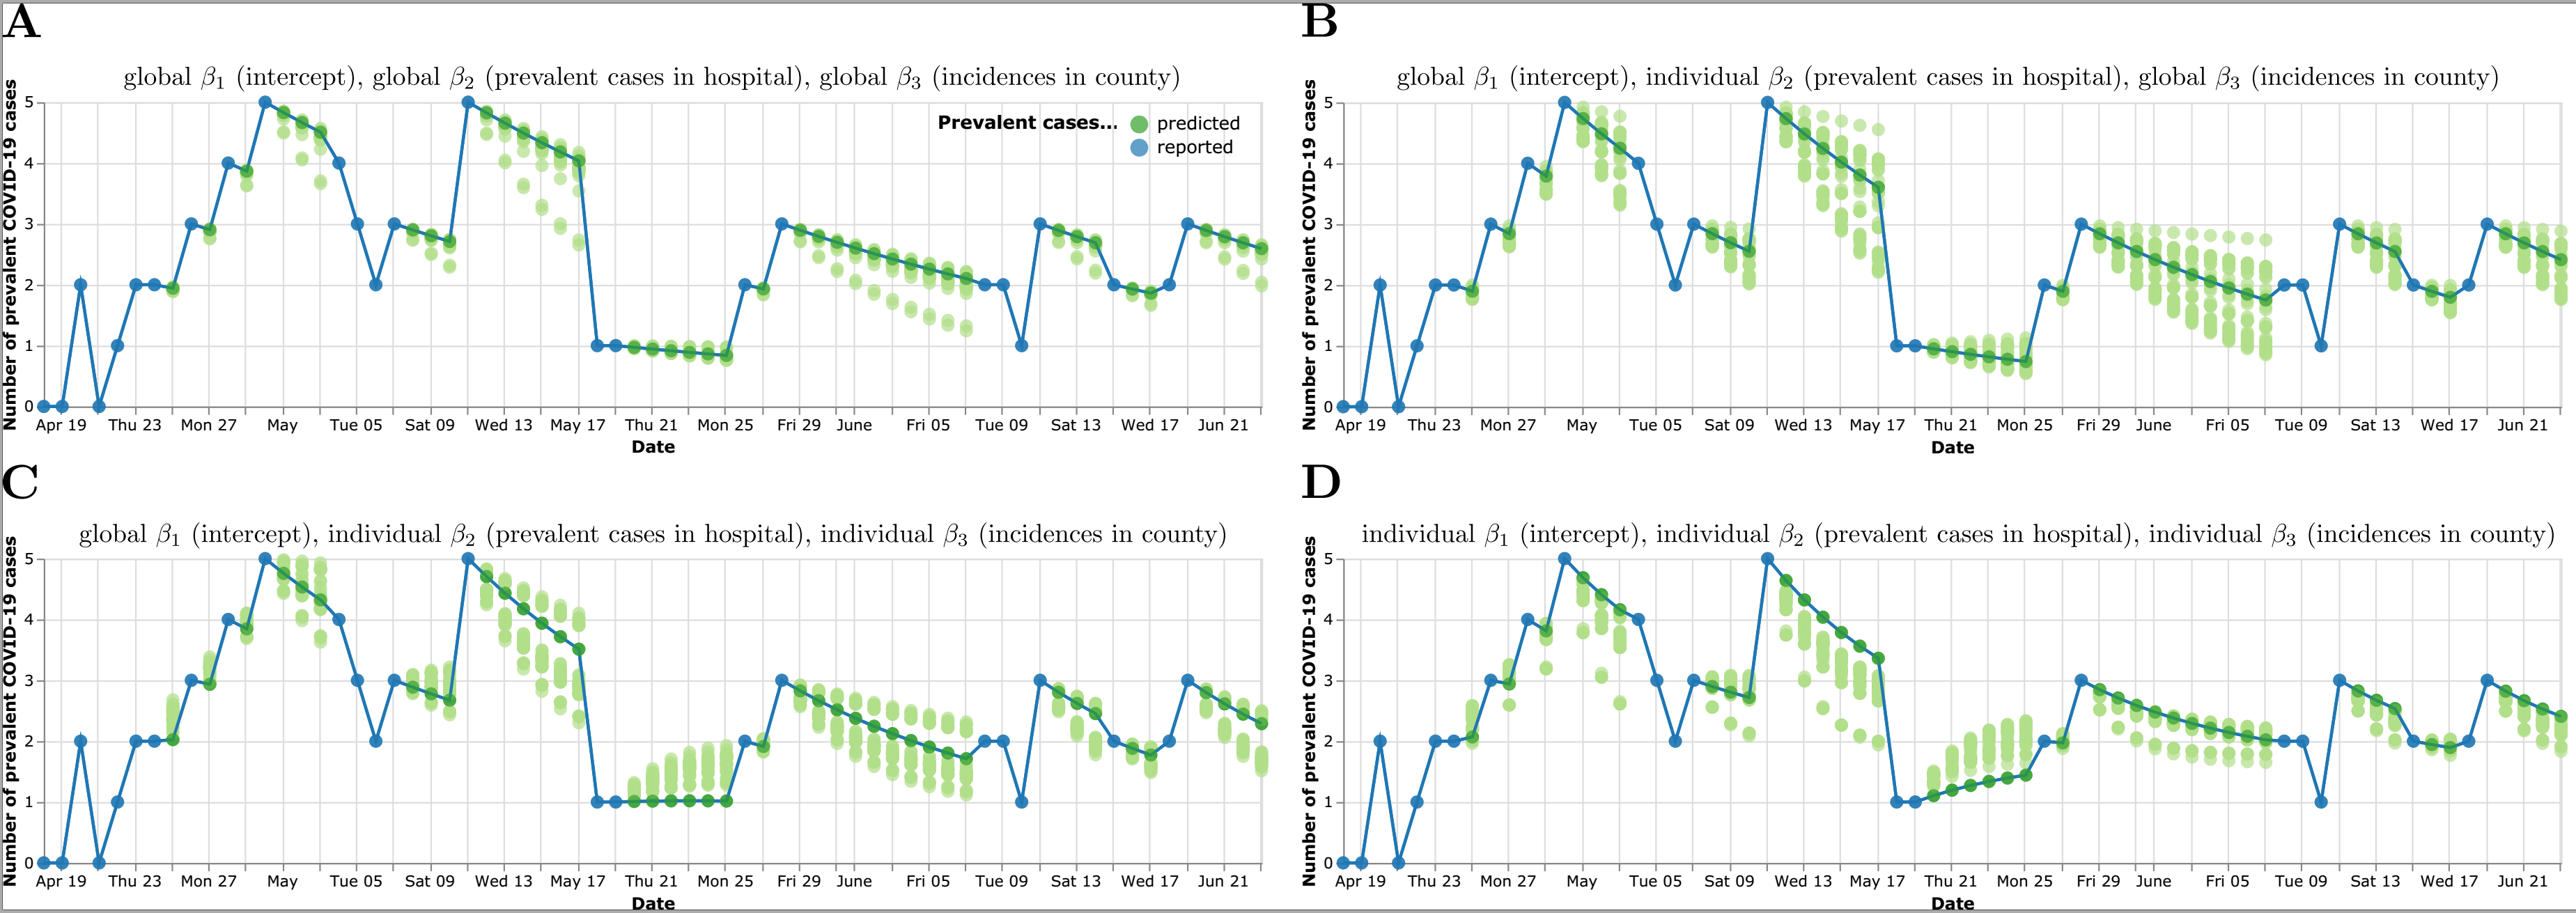 A
global β₁ (intercept), global β₂ (prevalent cases in hospital), global β₃ (incidences in county)
Number of prevalent COVID-19 cases
5
4
3
2
1
0
Prevalent cases...
predicted
reported
Apr 19 Thu 23 Mon 27 May Tue 05 Sat 09 Wed 13 May 17 Thu 21 Mon 25 Fri 29 June Fri 05 Tue 09 Sat 13 Wed 17 Jun 21
Date
B
global β₁ (intercept), individual β₂ (prevalent cases in hospital), global β₃ (incidences in county)
Number of prevalent COVID-19 cases
5
4
3
2
1
0
Apr 19 Thu 23 Mon 27 May Tue 05 Sat 09 Wed 13 May 17 Thu 21 Mon 25 Fri 29 June Fri 05 Tue 09 Sat 13 Wed 17 Jun 21
Date
C
global β₁ (intercept), individual β₂ (prevalent cases in hospital), individual β₃ (incidences in county)
Number of prevalent COVID-19 cases
5
4
3
2
1
0
Apr 19 Thu 23 Mon 27 May Tue 05 Sat 09 Wed 13 May 17 Thu 21 Mon 25 Fri 29 June Fri 05 Tue 09 Sat 13 Wed 17 Jun 21
Date
D
individual β₁ (intercept), individual β₂ (prevalent cases in hospital), individual β₃ (incidences in county)
Number of prevalent COVID-19 cases
5
4
3
2
1
0
Apr 19 Thu 23 Mon 27 May Tue 05 Sat 09 Wed 13 May 17 Thu 21 Mon 25 Fri 29 June Fri 05 Tue 09 Sat 13 Wed 17 Jun 21
Date